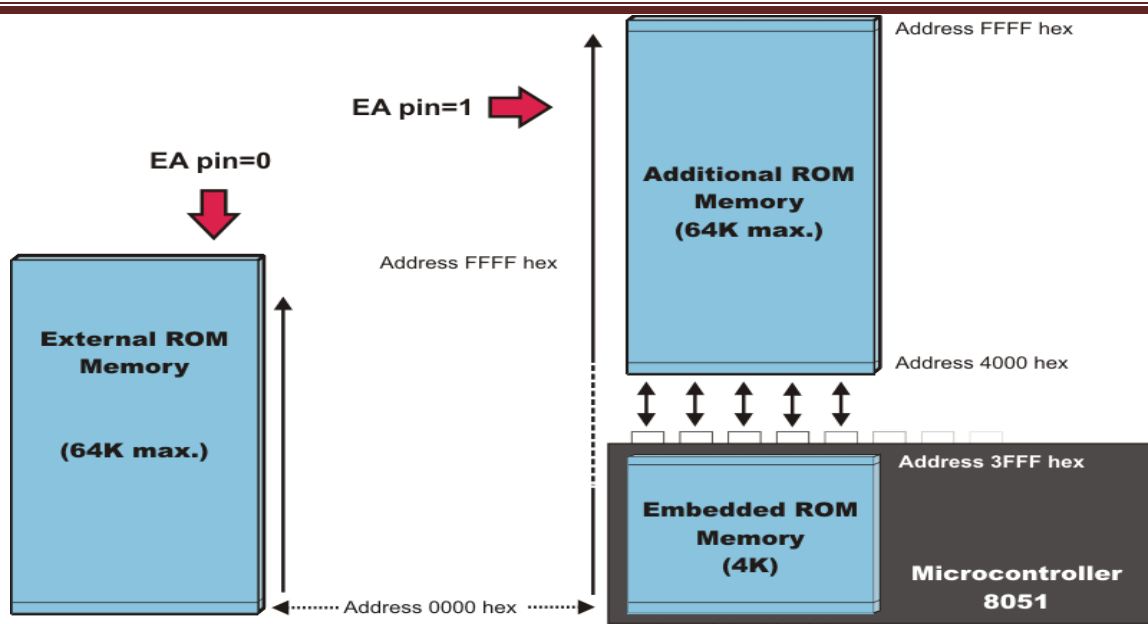 Address FFFF hex
EA pin=1
EA pin=0
Additional ROM
Memory
(64K max.)
Address FFFF hex
External ROM
Memory
(64K max.)
Address 4000 hex
Address 3FFF hex
Embedded ROM
Memory
(4K)
Microcontroller
8051
Address 0000 hex